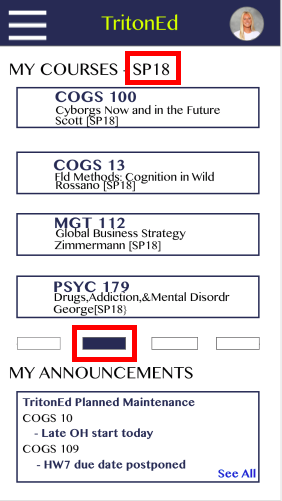 TritonEd
MY COURSES - SP18
COGS 100
Cyborgs Now and in the Future
Scott [SP18]
COGS 13
Fld Methods: Cognition in Wild
Rossano [SP18]
MGT 112
Global Business Strategy
Zimmermann [SP18]
PSYC 179
Drugs,Addiction,&Mental Disordr
George[SP18}
MY ANNOUNCEMENTS
TritonEd Planned Maintenance
COGS 10
- Late OH start today
COGS 109
- HW7 due date postponed
See All